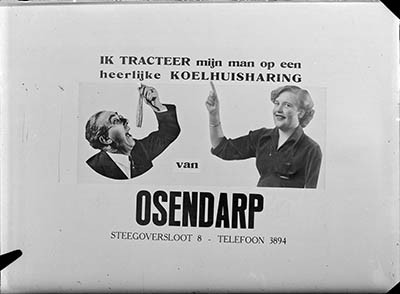 IK TRACTEER mijn man op een
heerlijke KOELHUISHARING
van
OSENDARP
STEEGOVERSLOOT 8 - TELEFOON 3894